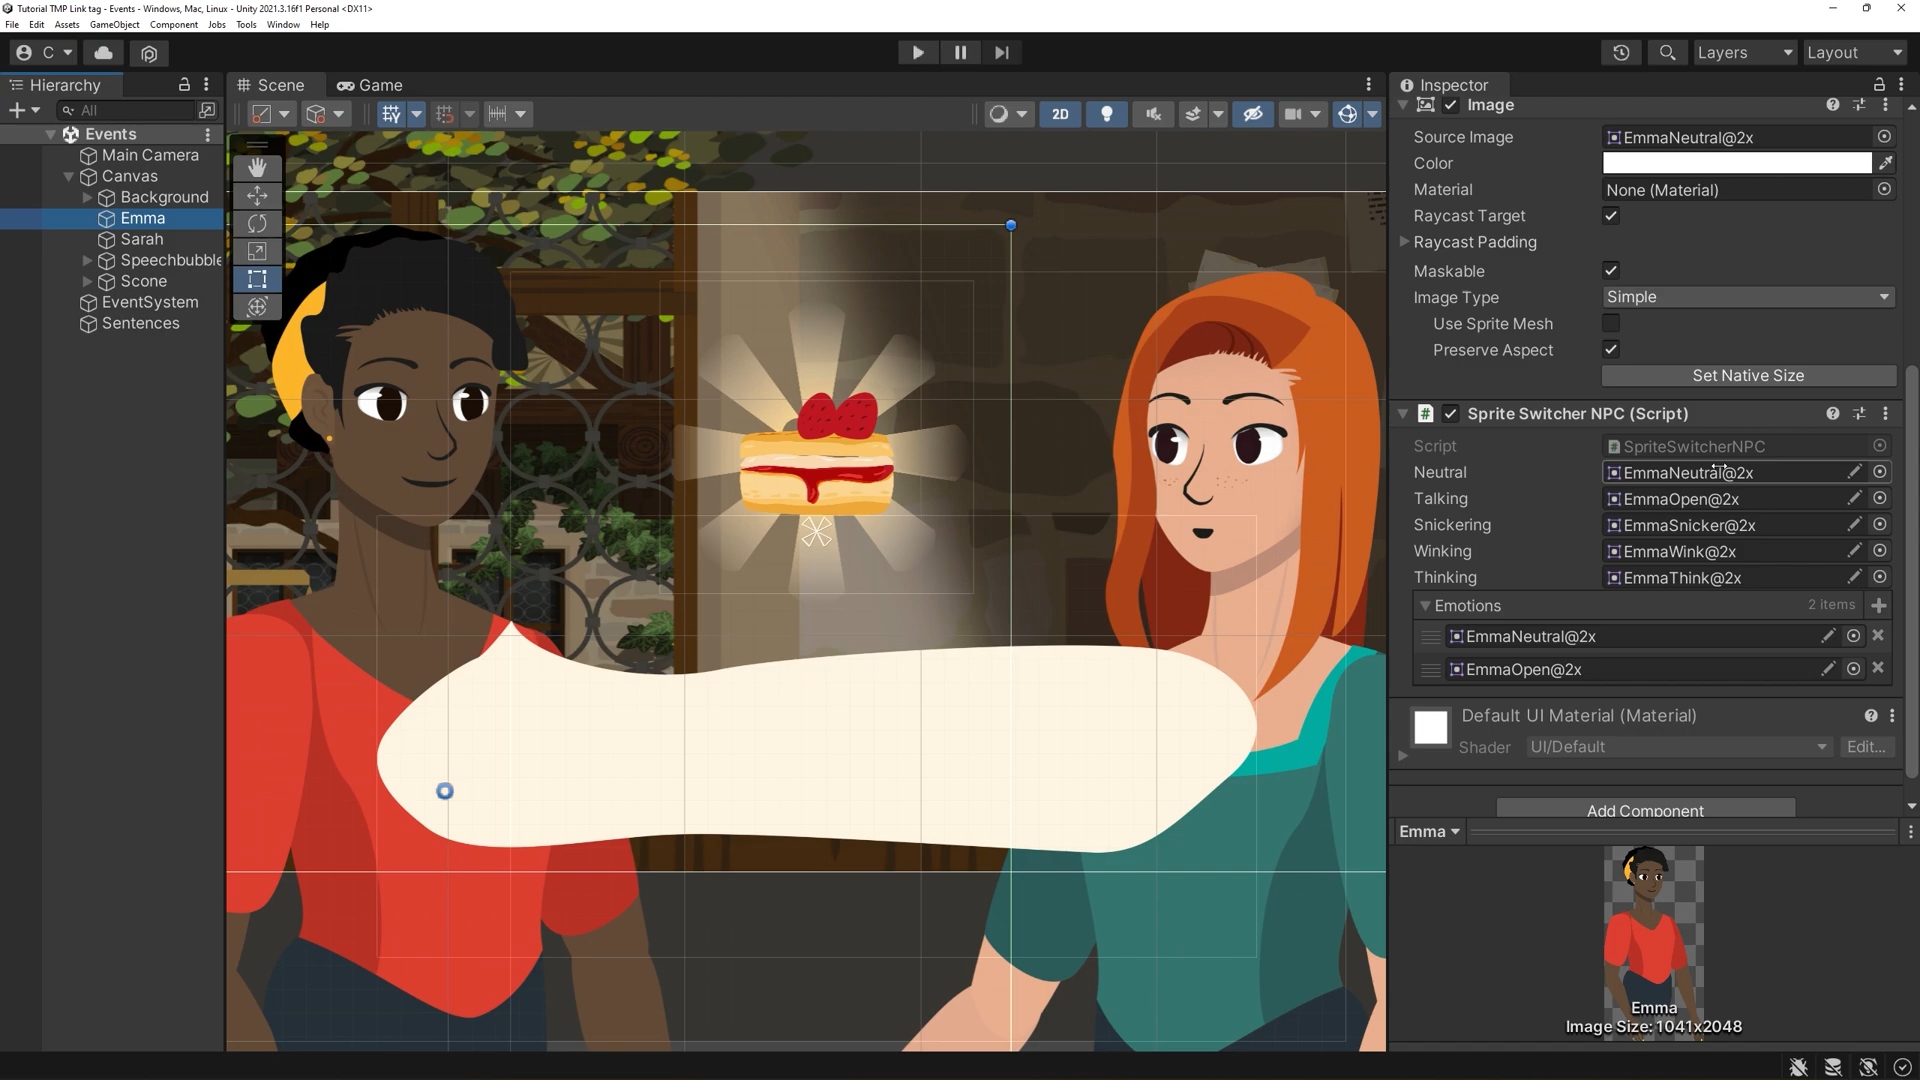 Tutorial TMP Link tag - Events - Windows, Mac, Linux - Unity 2021.3.16f1 Personal <DX11>
File Edit Assets GameObject Component Jobs Tools Window Help
C Layers Layout
Hierarchy
All
Events
Main Camera
Canvas
Background
Emma
Sarah
Speechbubble
Scone
EventSystem
Sentences
Scene Game
2D
Inspector
Image
Source Image EmmaNeutral@2x
Color
Material None (Material)
Raycast Target
Raycast Padding
Maskable
Image Type Simple
Use Sprite Mesh
Preserve Aspect
Set Native Size
# Sprite Switcher NPC (Script)
Script SpriteSwitcherNPC
Neutral EmmaNeutral@2x
Talking EmmaOpen@2x
Snickering EmmaSnicker@2x
Winking EmmaWink@2x
Thinking EmmaThink@2x
Emotions 2 items
EmmaNeutral@2x
EmmaOpen@2x
Default UI Material (Material)
Shader UI/Default Edit...
Add Component
Emma
Emma
Image Size: 1041x2048